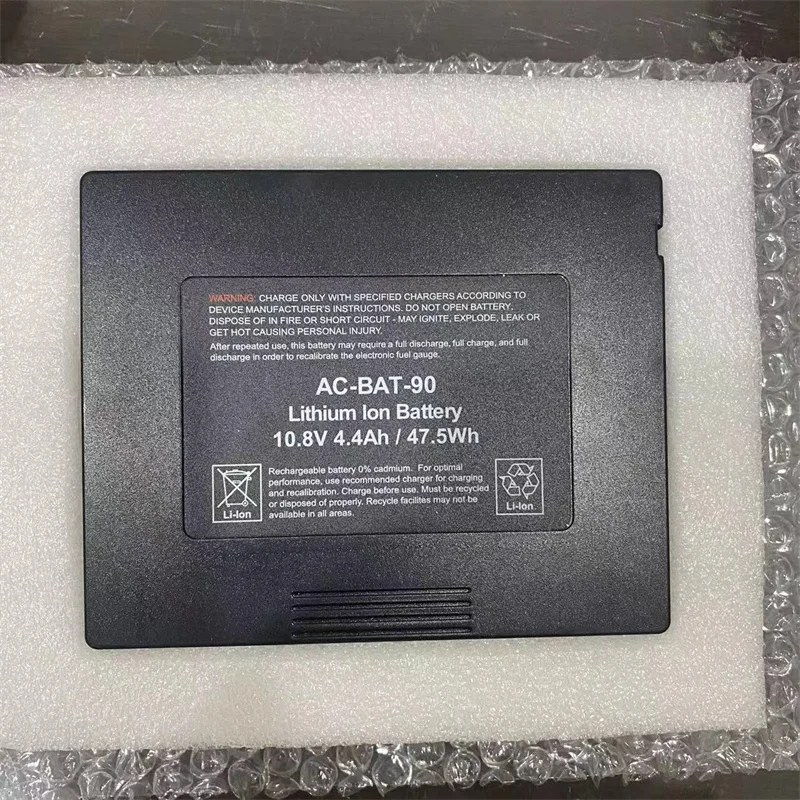 WARNING: CHARGE ONLY WITH SPECIFIED CHARGERS ACCORDING TO
DEVICE MANUFACTURER'S INSTRUCTIONS. DO NOT OPEN BATTERY,
DISPOSE OF IN FIRE OR SHORT CIRCUIT - MAY IGNITE, EXPLODE, LEAK OR
GET HOT CAUSING PERSONAL INJURY.
After repeated use, this battery may require a full discharge, full charge, and full
discharge in order to recalibrate the electronic fuel gauge.
AC-BAT-90
Lithium Ion Battery
10.8V 4.4Ah / 47.5Wh
Rechargeable battery 0% cadmium. For optimal
performance, use recommended charger for charging
and recalibration. Charge before use. Must be recycled
or disposed of properly. Recycle facilites may not be
available in all areas.
Li-Ion
Li-Ion